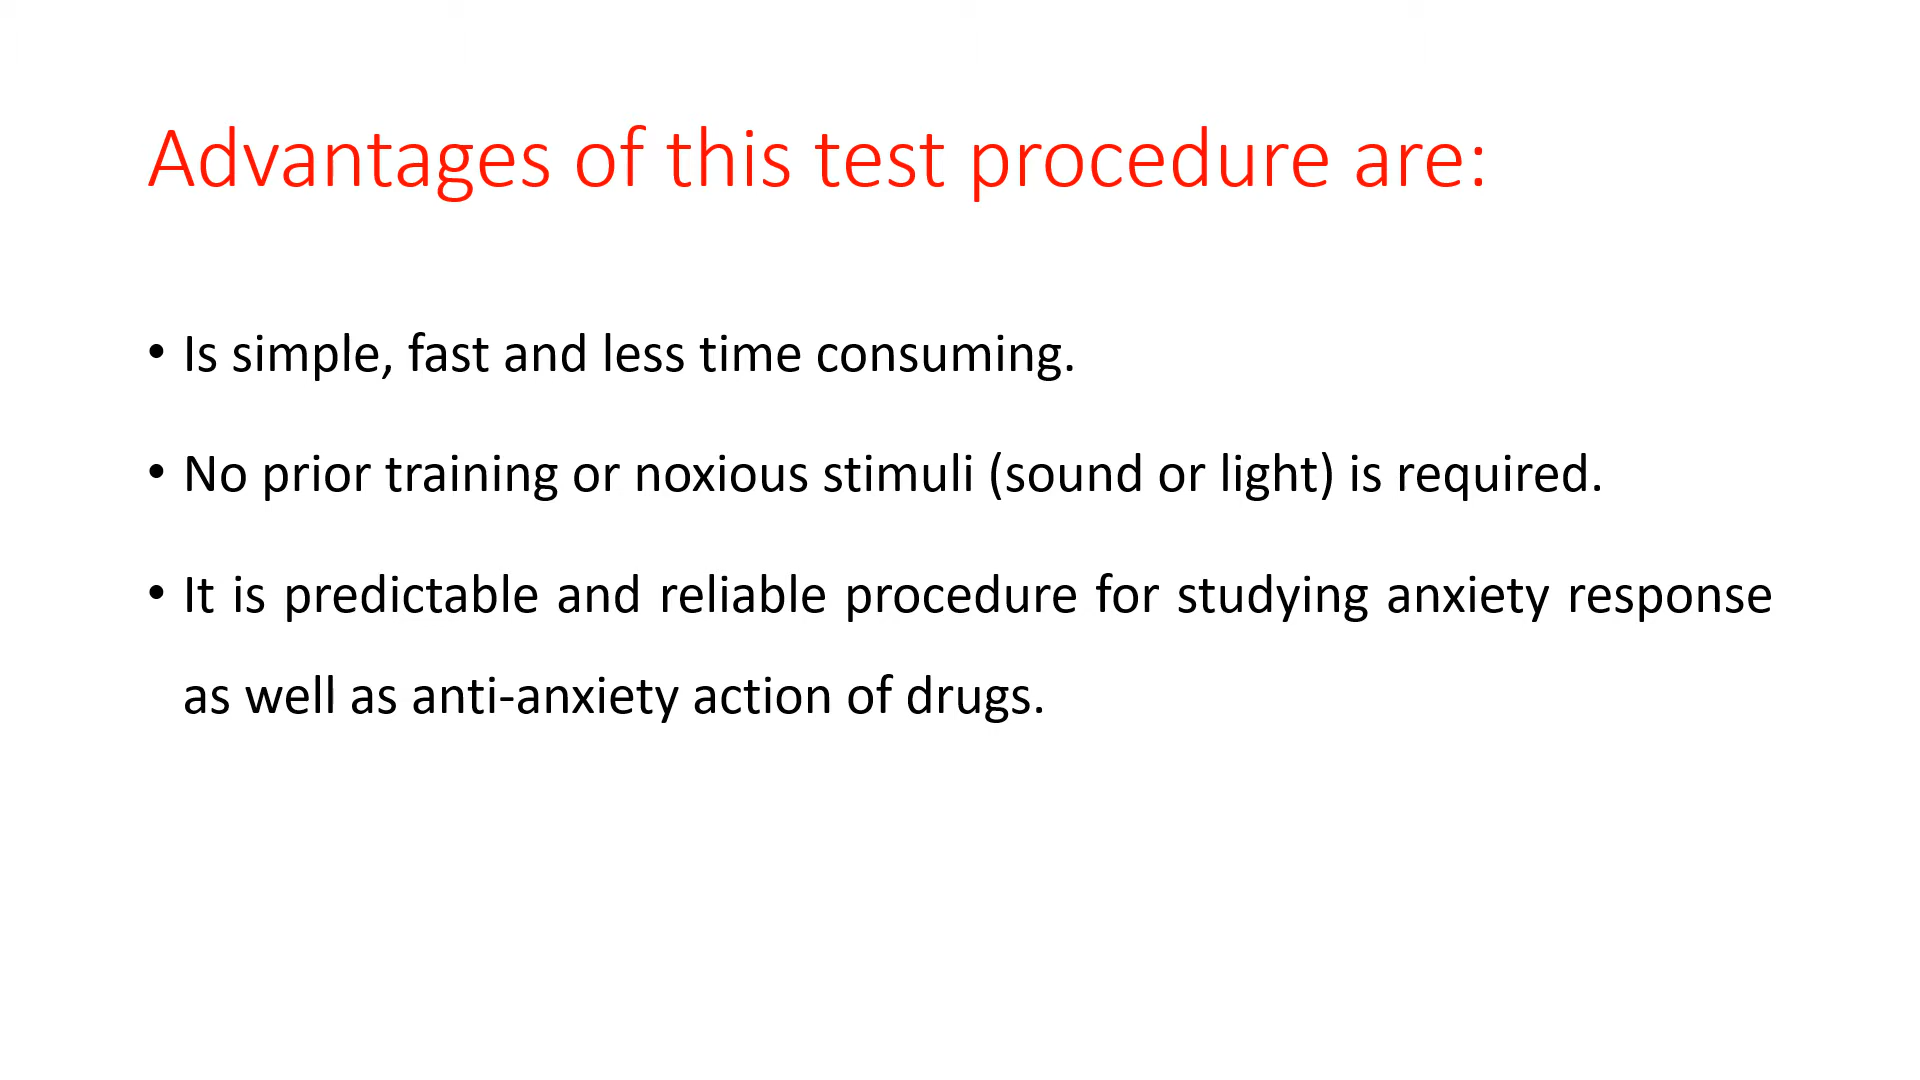 Advantages of this test procedure are:
• Is simple, fast and less time consuming.
• No prior training or noxious stimuli (sound or light) is required.
• It is predictable and reliable procedure for studying anxiety response
as well as anti-anxiety action of drugs.